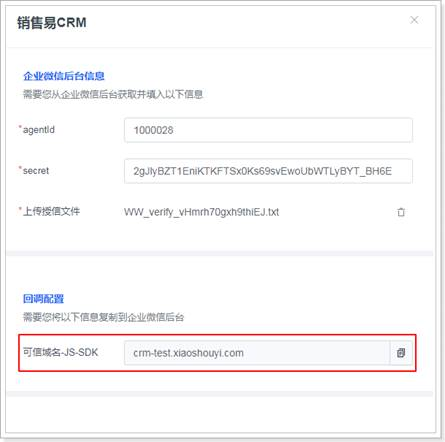 销售易CRM
企业微信后台信息
需要您从企业微信后台获取并填入以下信息
*agentId 1000028
*secret 2gJlyBZT1EniKTKFTSx0Ks69svEwoUbWTLyBYT_BH6E
*上传授信文件 WW_verify_vHmrh70gxh9thiEJ.txt
回调配置
需要您将以下信息复制到企业微信后台
可信域名-JS-SDK crm-test.xiaoshouyi.com